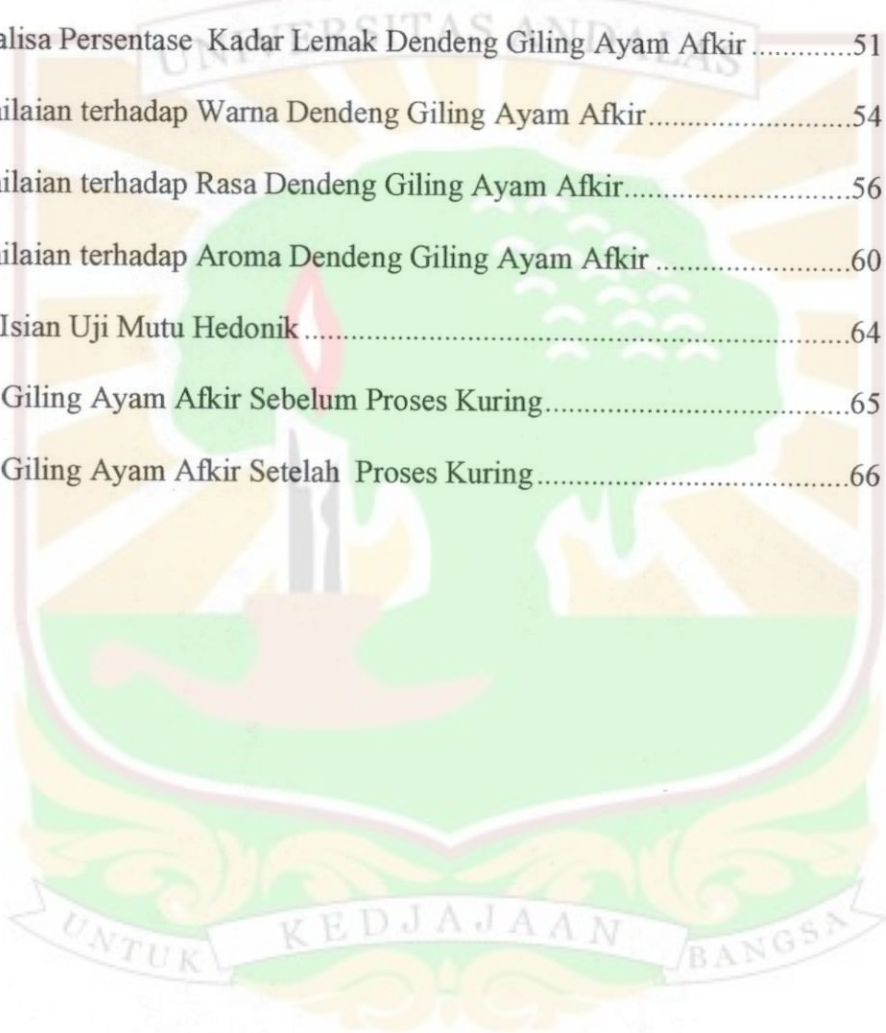 alisa Persentase Kadar Lemak Dendeng Giling Ayam Afkir.............51
UNIVERSITAS ANDALAS
ilaian terhadap Warna Dendeng Giling Ayam Afkir..........................54
ilaian terhadap Rasa Dendeng Giling Ayam Afkir.............................56
ilaian terhadap Aroma Dendeng Giling Ayam Afkir.........................60
Isian Uji Mutu Hedonik.......................................................................64
Giling Ayam Afkir Sebelum Proses Kuring.......................................65
Giling Ayam Afkir Setelah Proses Kuring........................................66
UNTUK KEDJAJAAN BANGSA